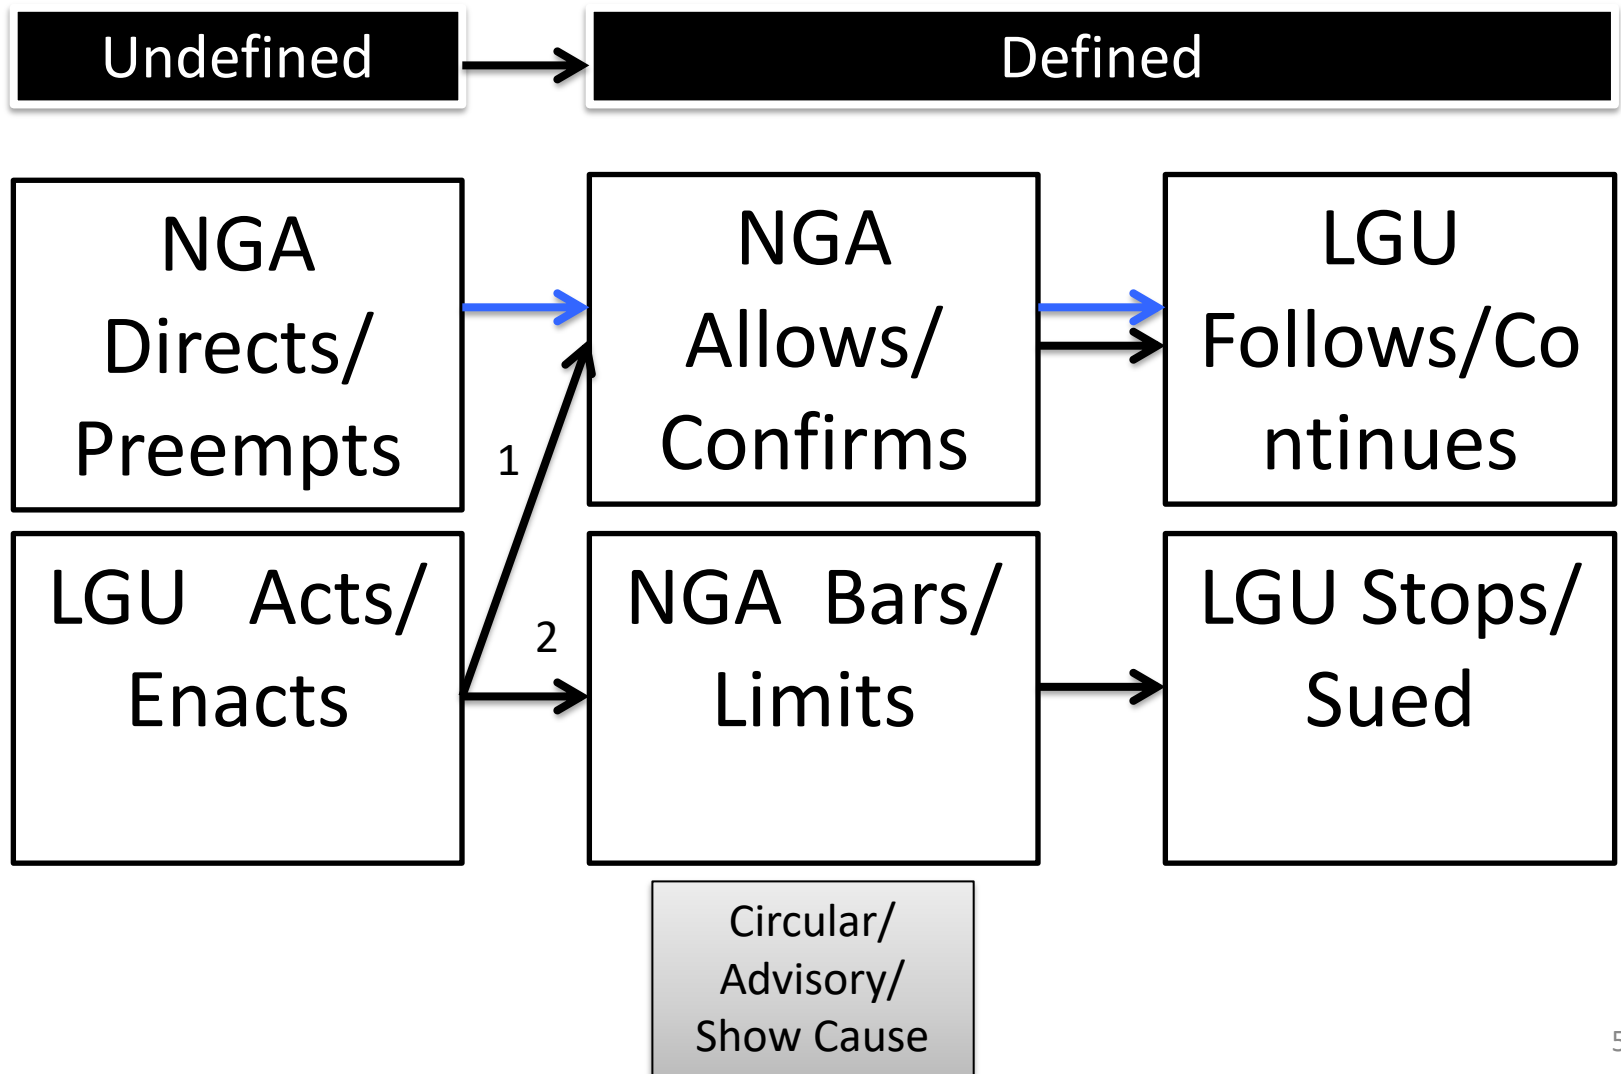 Undefined
Defined
NGA
Directs/
Preempts
NGA
Allows/
Confirms
LGU
Follows/Co
ntinues
1
2
LGU Acts/
Enacts
NGA Bars/
Limits
LGU Stops/
Sued
Circular/
Advisory/
Show Cause
5